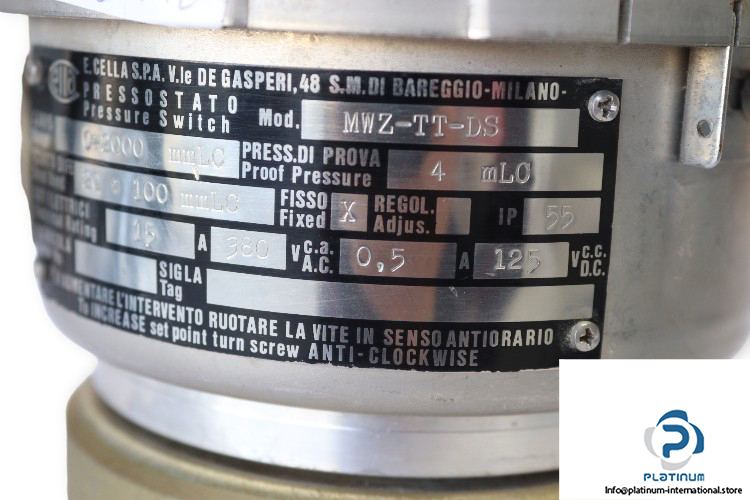 E.CELLA S.P.A. V.le DE GASPERI, 48 S.M. DI BAREGGIO-MILANO-
PRESSOSTATO
Pressure Switch Mod. MWZ-TT-DS
0-2000 mmLC PRESS.DI PROVA
Proof Pressure 4 mLC
100 mmLC FISSO
Fixed X REGOL.
Adjus. IP 55
15 A 380 V c.a.
A.C. 0,5 A 125 V c.c.
D.C.
SIGLA
Tag
AUMENTARE L'INTERVENTO RUOTARE LA VITE IN SENSO ANTIORARIO
To INCREASE set point turn screw ANTI-CLOCKWISE
PLATINUM
Info@platinum-international.store